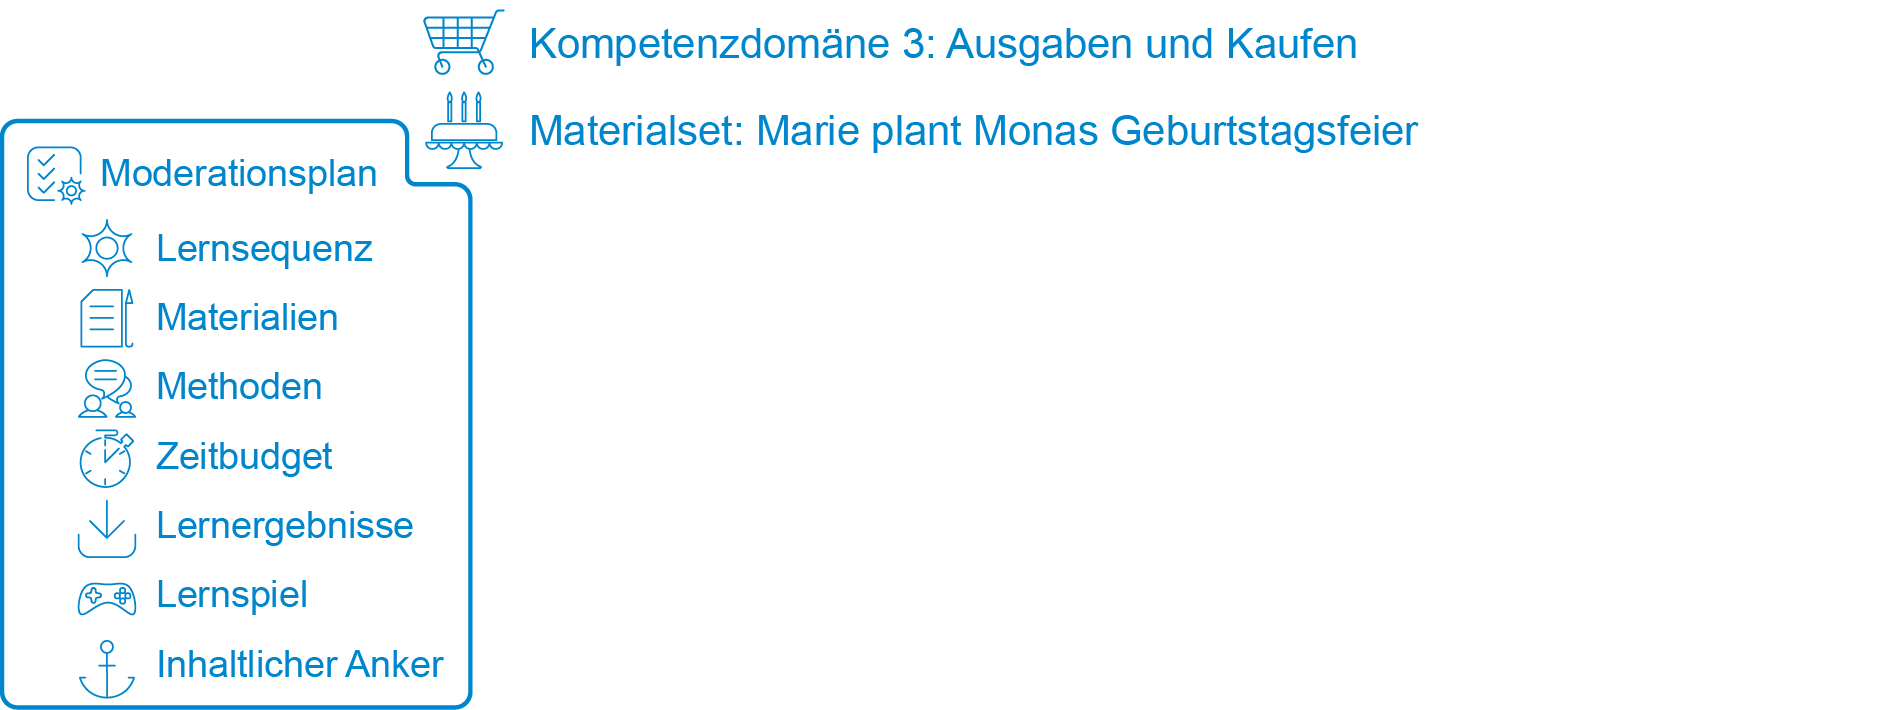 Kompetenzdomäne 3: Ausgaben und Kaufen
Materialset: Marie plant Monas Geburtstagsfeier
Moderationsplan
Lernsequenz
Materialien
Methoden
Zeitbudget
Lernergebnisse
Lernspiel
Inhaltlicher Anker